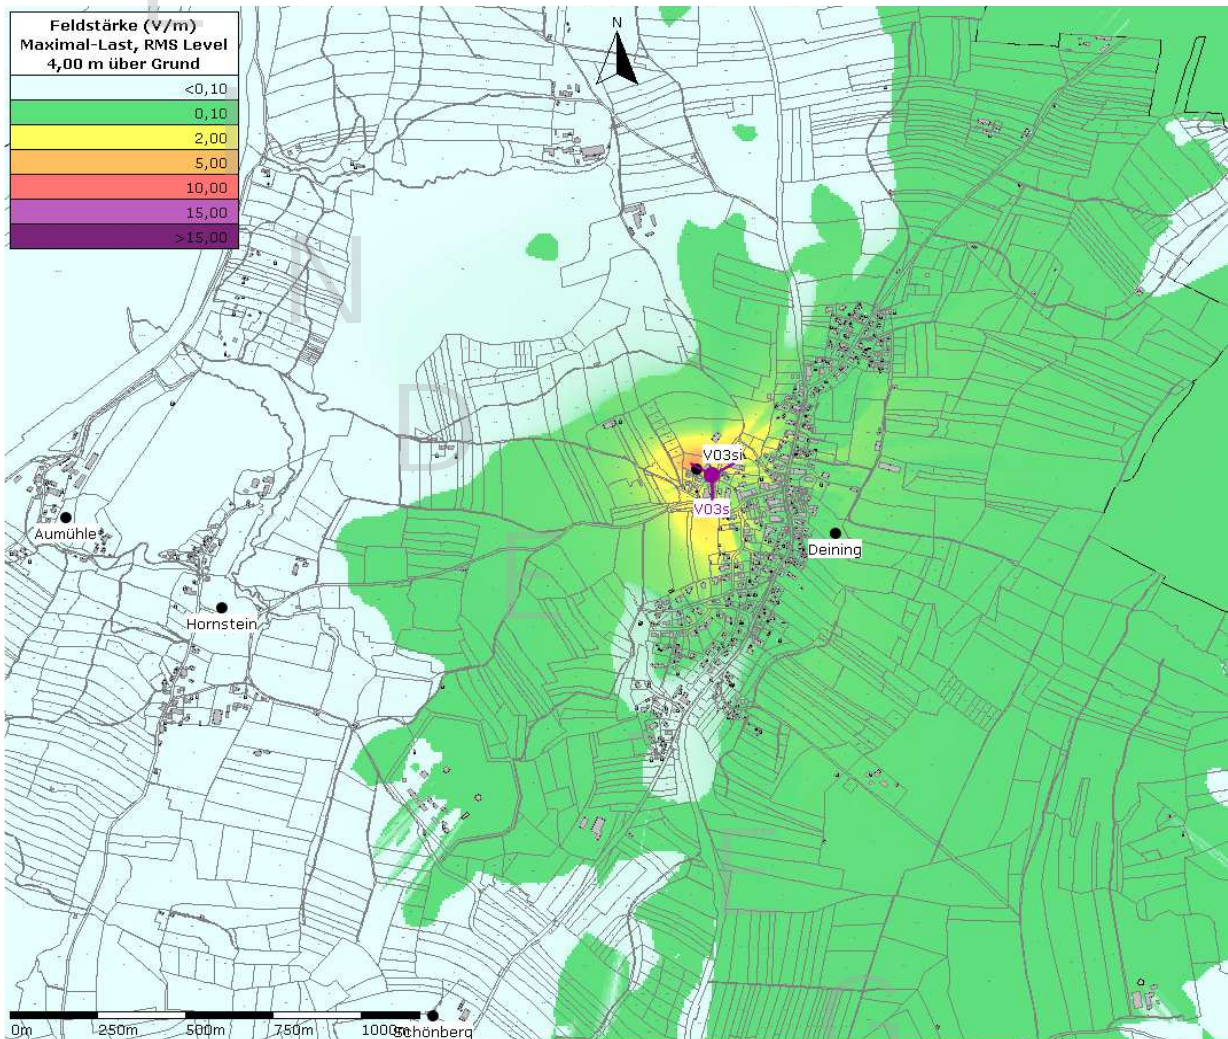 Feldstärke (V/m)
Maximal-Last, RMS Level
4,00 m über Grund
<0,10
0,10
2,00
5,00
10,00
15,00
>15,00
N
L
E
N
D
E
F
V03si
V03s
Deining
Aumühle
Hornstein
0m
250m
500m
750m
1000m
Schönberg